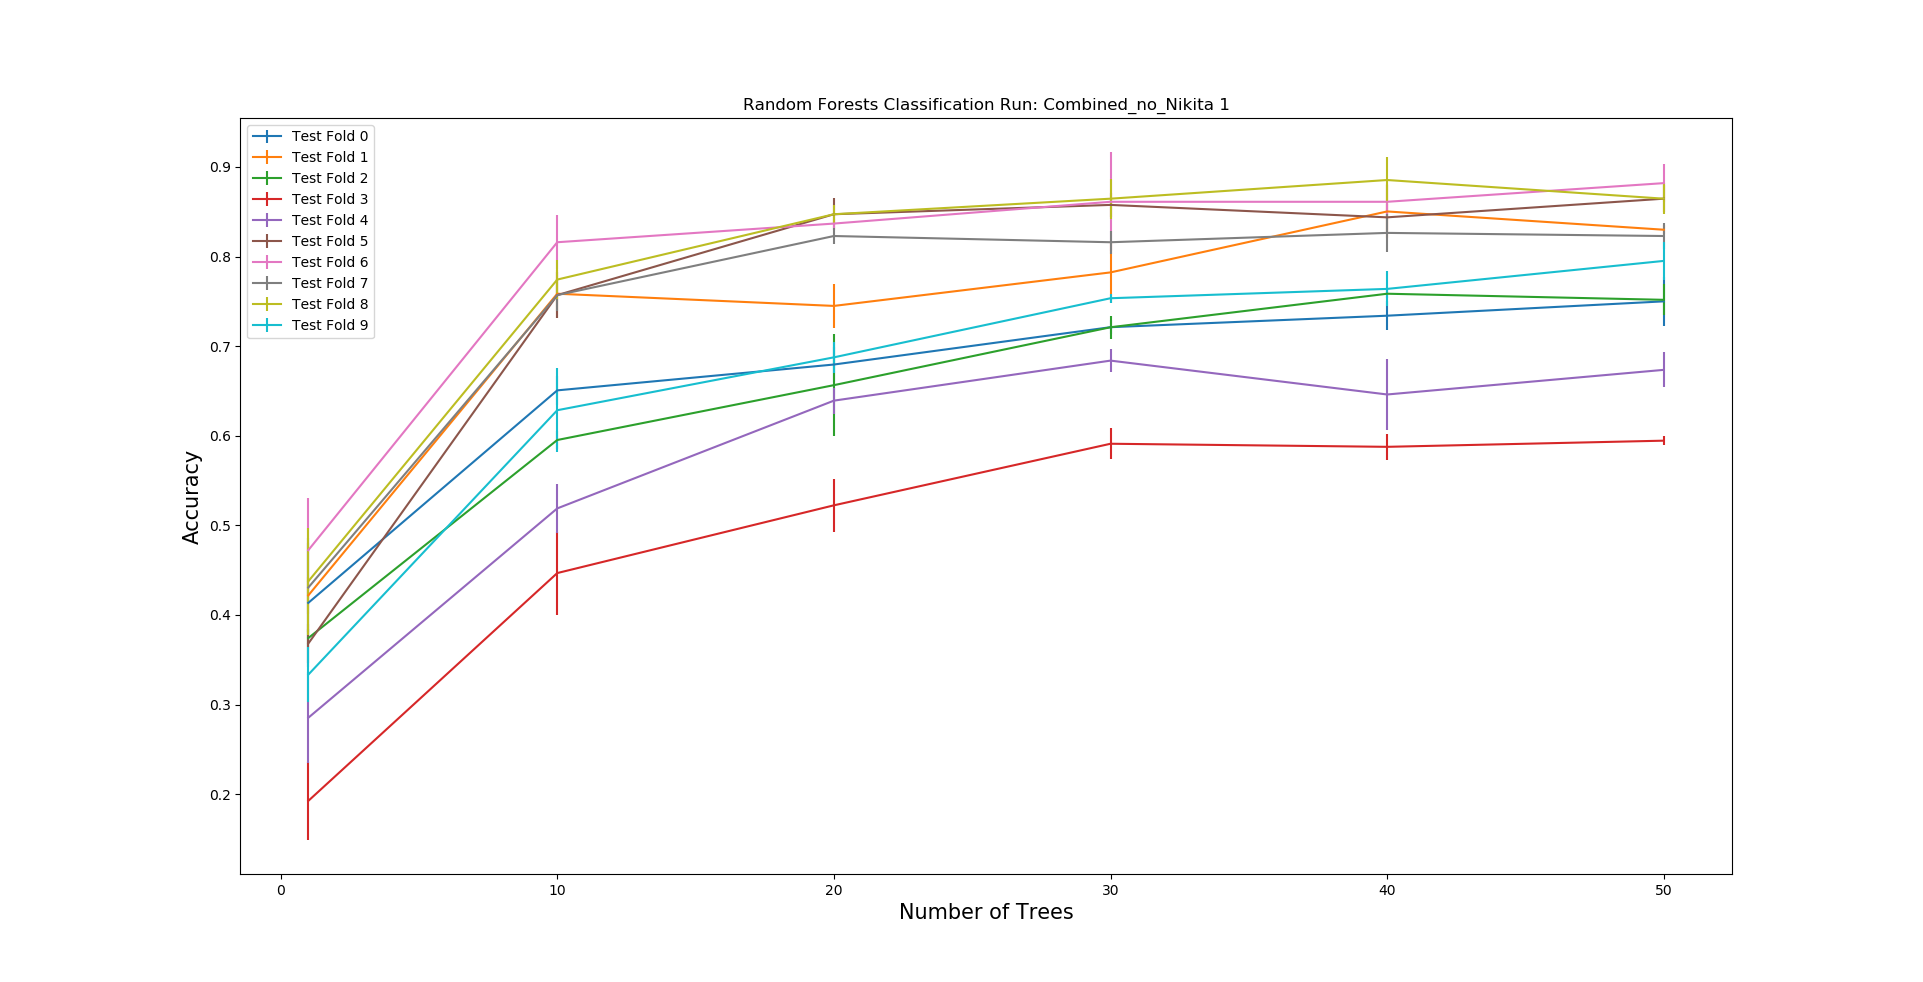 Random Forests Classification Run: Combined_no_Nikita 1
Test Fold 0
Test Fold 1
Test Fold 2
Test Fold 3
Test Fold 4
Test Fold 5
Test Fold 6
Test Fold 7
Test Fold 8
Test Fold 9
0.9
0.8
0.7
0.6
0.5
0.4
0.3
0.2
Accuracy
0 10 20 30 40 50
Number of Trees